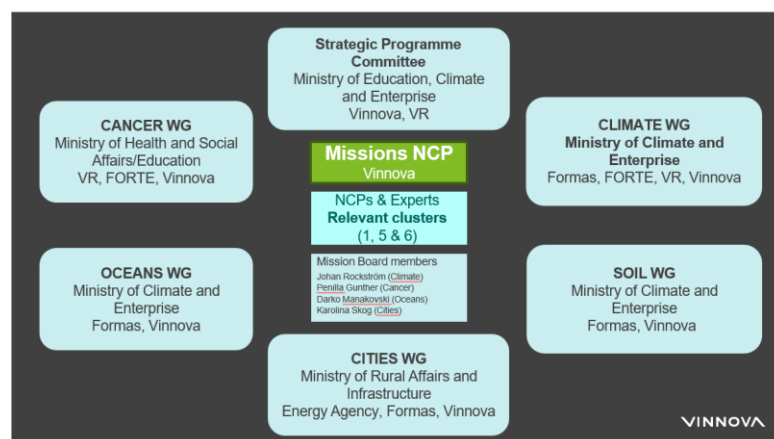 Strategic Programme
Committee
Ministry of Education, Climate
and Enterprise
Vinnova, VR
CANCER WG
Ministry of Health and Social
Affairs/Education
VR, FORTE, Vinnova
CLIMATE WG
Ministry of Climate and
Enterprise
Formas, FORTE, VR, Vinnova
Missions NCP
Vinnova
NCPs & Experts
Relevant clusters
(1, 5 & 6)
Mission Board members
Johan Rockström (Climate)
Penilla Gunther (Cancer)
Darko Manakovski (Oceans)
Karolina Skog (Cities)
OCEANS WG
Ministry of Climate and
Enterprise
Formas, Vinnova
SOIL WG
Ministry of Climate and
Enterprise
Formas, Vinnova
CITIES WG
Ministry of Rural Affairs and
Infrastructure
Energy Agency, Formas, Vinnova
VINNOVA